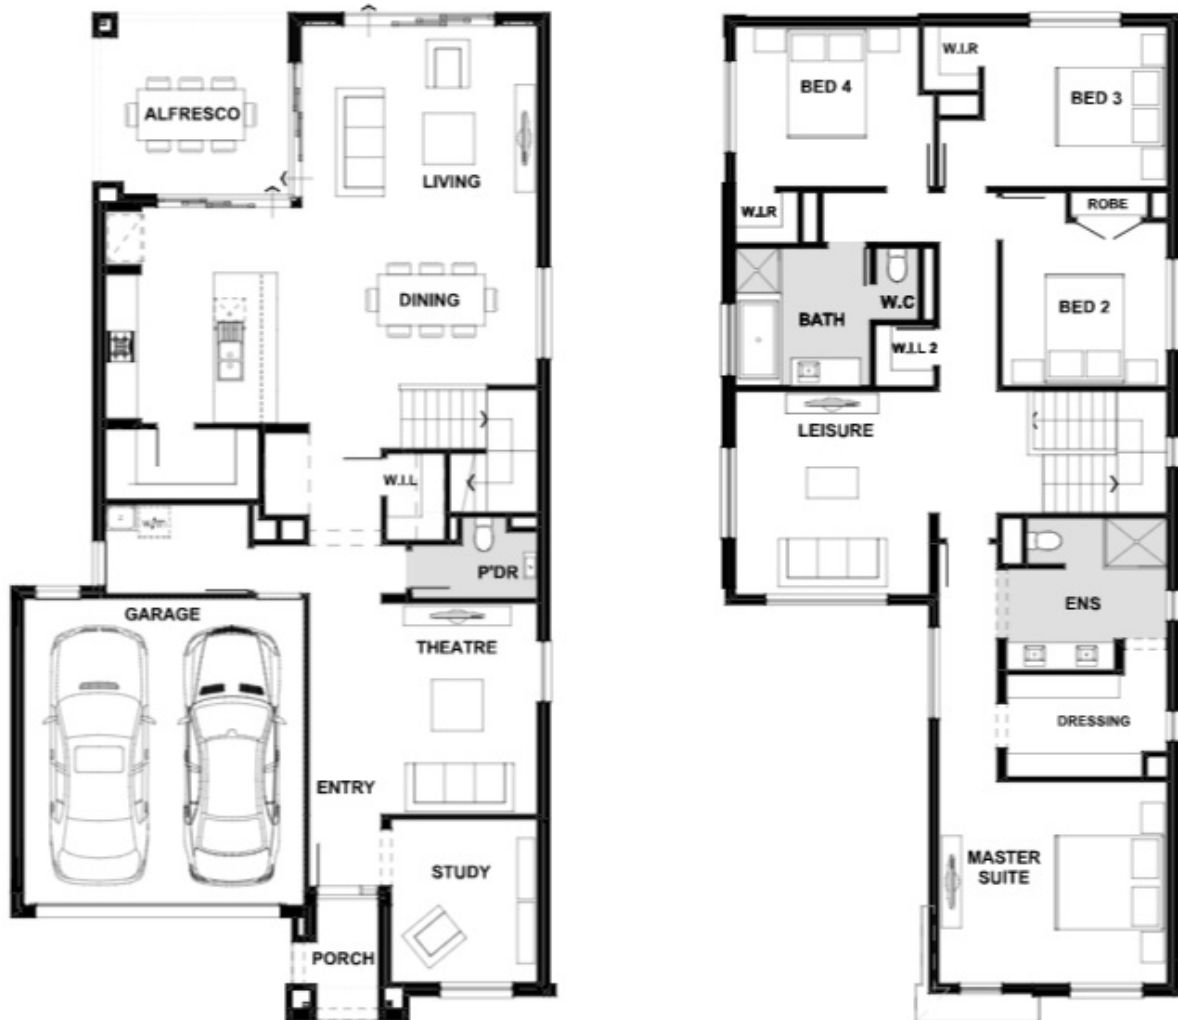 ALFRESCO
LIVING
DINING
W.I.L
w/m
P'DR
GARAGE
THEATRE
ENTRY
STUDY
PORCH
BED 4
W.I.R
BED 3
W.I.R
ROBE
BATH
W.C
BED 2
W.I.L 2
LEISURE
ENS
DRESSING
MASTER
SUITE